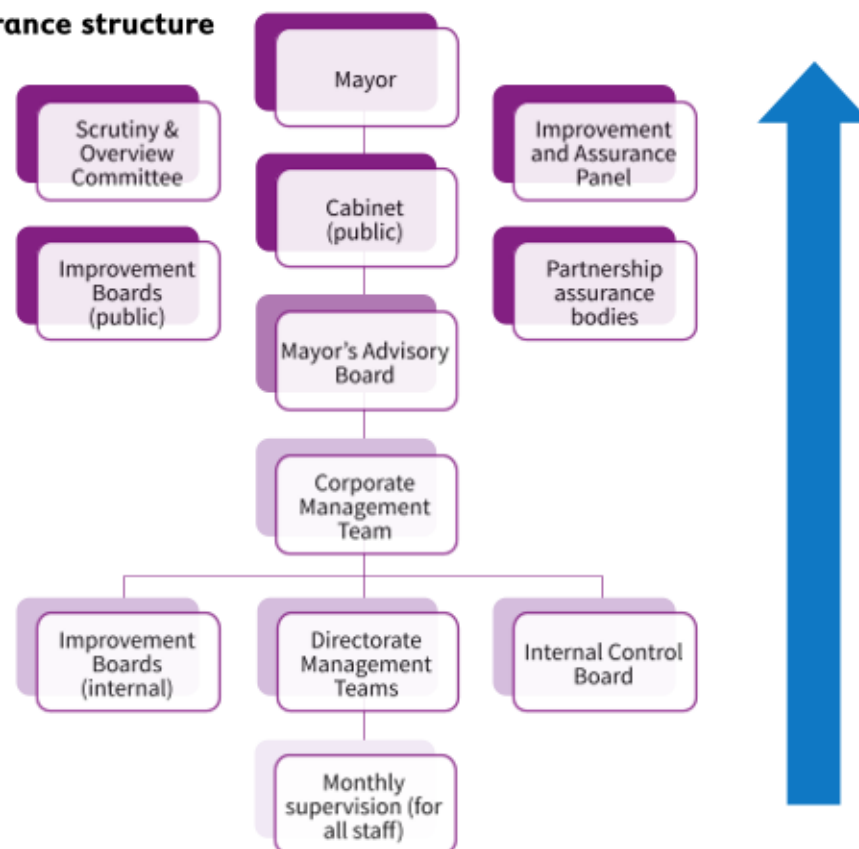 rance structure
Mayor
Scrutiny &
Overview
Committee
Improvement
and Assurance
Panel
Cabinet
(public)
Improvement
Boards
(public)
Partnership
assurance
bodies
Mayor’s Advisory
Board
Corporate
Management
Team
Improvement
Boards
(internal)
Directorate
Management
Teams
Internal Control
Board
Monthly
supervision (for
all staff)